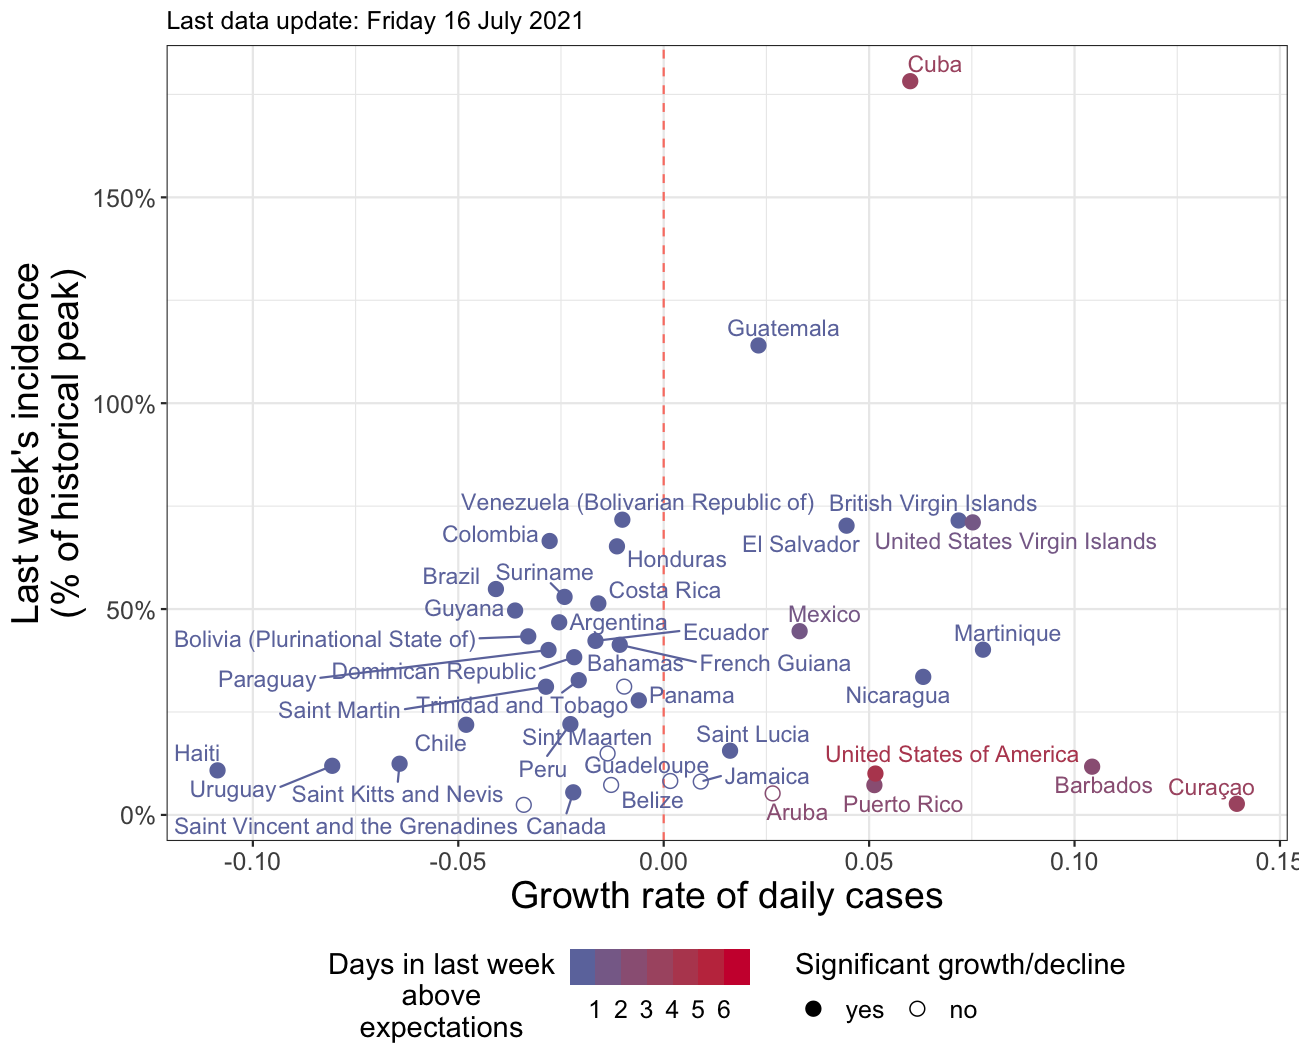 Last data update: Friday 16 July 2021
Last week's incidence
(% of historical peak)
150%
100%
50%
0%
Cuba
Guatemala
Venezuela (Bolivarian Republic of)
British Virgin Islands
Colombia
El Salvador
United States Virgin Islands
Honduras
Brazil
Suriname
Costa Rica
Guyana
Argentina
Mexico
Bolivia (Plurinational State of)
Ecuador
Martinique
Paraguay
Dominican Republic
Bahamas
French Guiana
Saint Martin
Trinidad and Tobago
Panama
Nicaragua
Chile
Sint Maarten
Saint Lucia
Haiti
Peru
Guadeloupe
United States of America
Uruguay
Saint Kitts and Nevis
Belize
Jamaica
Barbados
Curaçao
Aruba
Puerto Rico
Saint Vincent and the Grenadines
Canada
-0.10
-0.05
0.00
0.05
0.10
Growth rate of daily cases
Days in last week
above
expectations
1 2 3 4 5 6
Significant growth/decline
yes
no